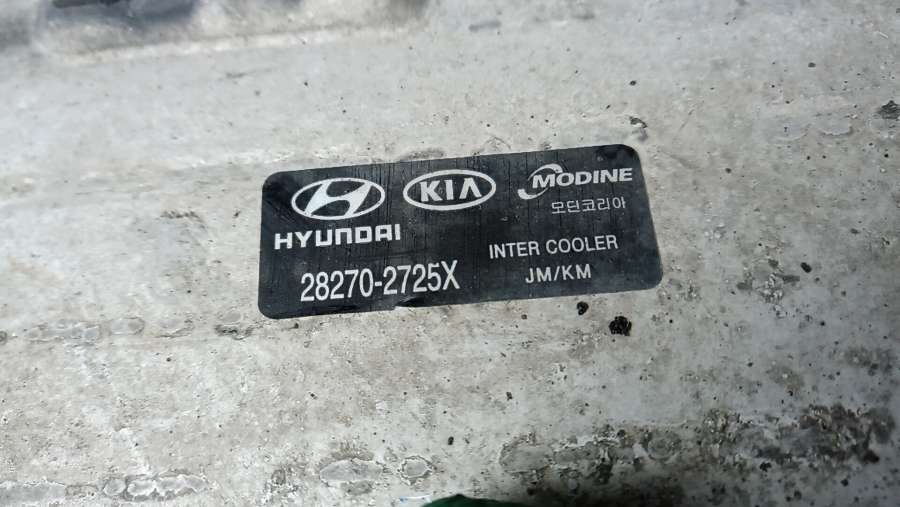 HYUNDAI
KIA
MODINE
모딘코리아
28270-2725X
INTER COOLER
JM/KM